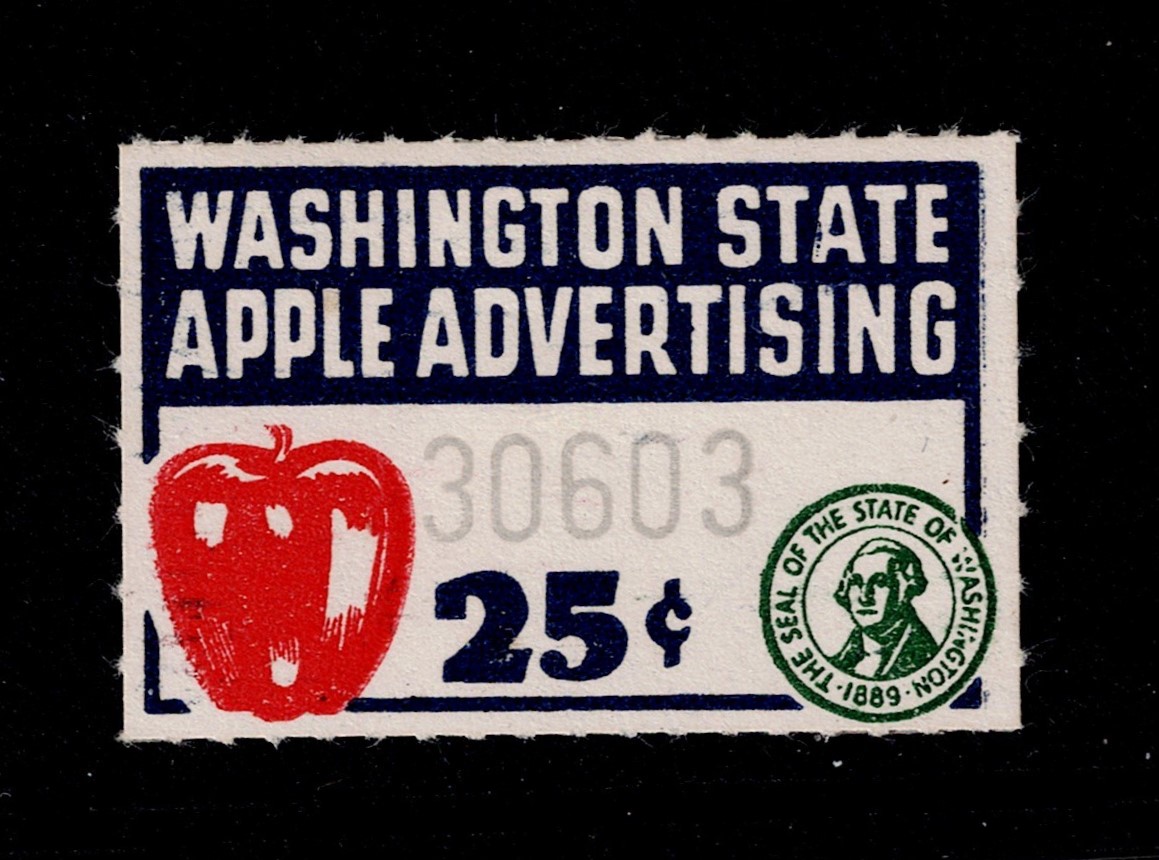 WASHINGTON STATE
APPLE ADVERTISING
30603
25¢
THE SEAL OF THE STATE OF WASHINGTON
·1889·